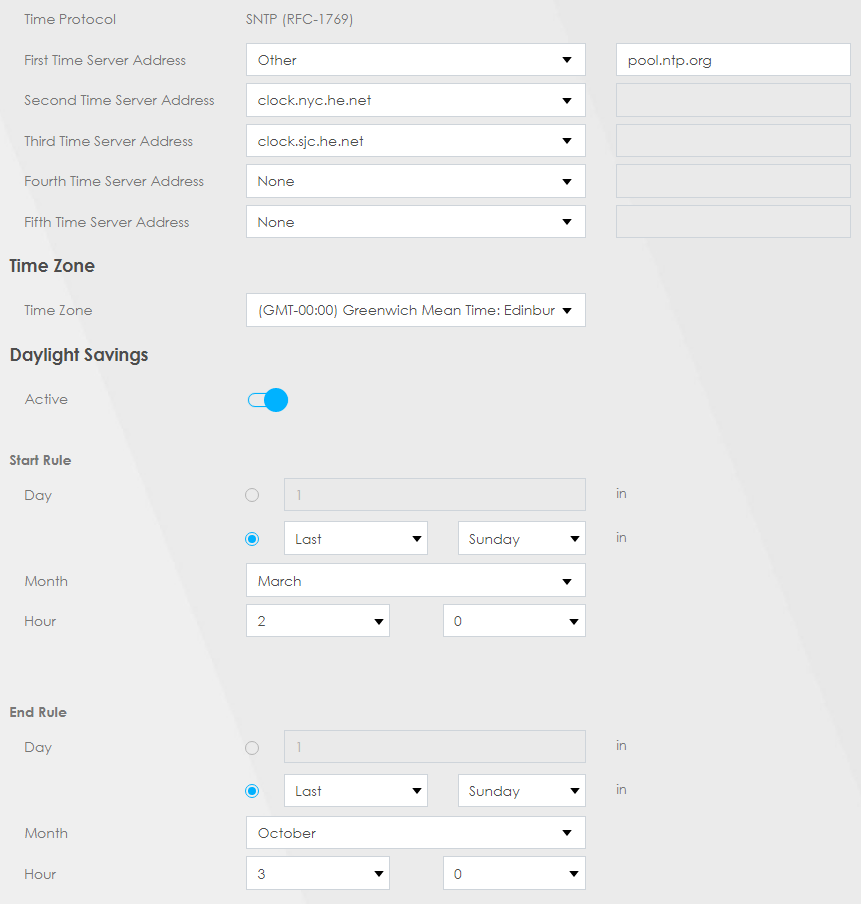 Time Protocol SNTP (RFC-1769)
First Time Server Address Other pool.ntp.org
Second Time Server Address clock.nyc.he.net
Third Time Server Address clock.sjc.he.net
Fourth Time Server Address None
Fifth Time Server Address None
Time Zone
Time Zone (GMT-00:00) Greenwich Mean Time: Edinbur
Daylight Savings
Active
Start Rule
Day 1 in
Last Sunday in
Month March
Hour 2 0
End Rule
Day 1 in
Last Sunday in
Month October
Hour 3 0